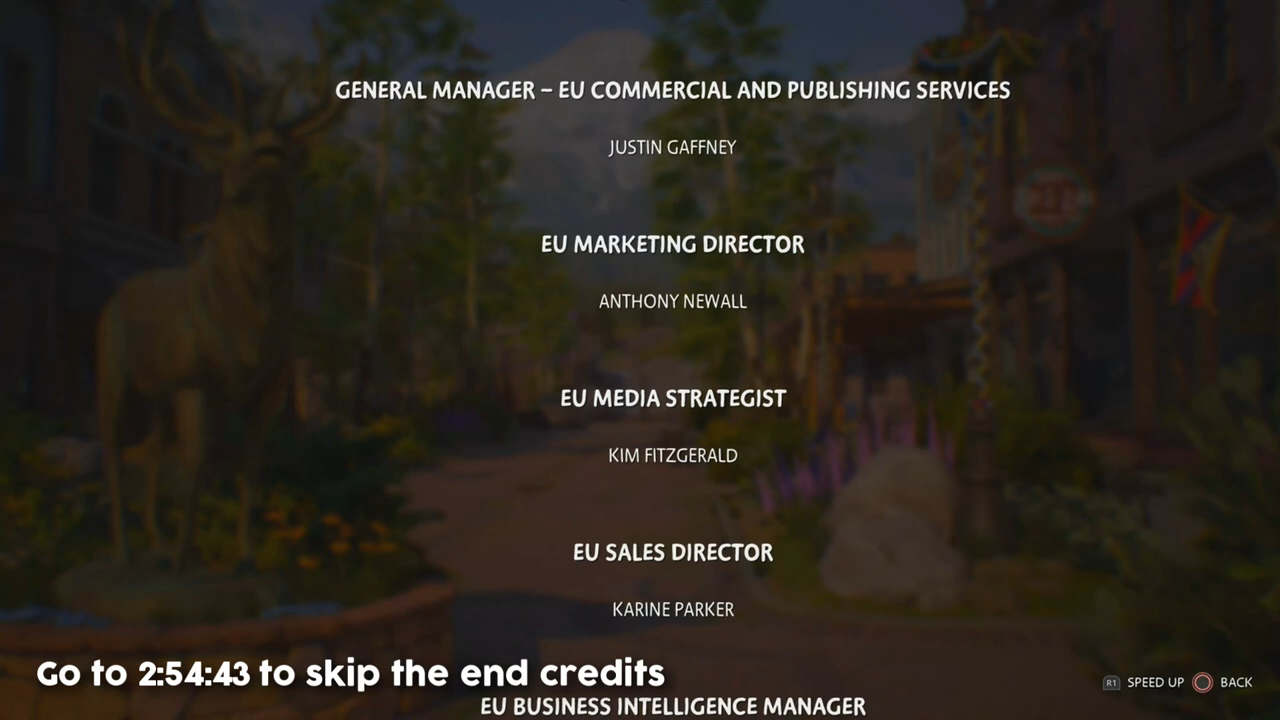 GENERAL MANAGER – EU COMMERCIAL AND PUBLISHING SERVICES
JUSTIN GAFFNEY
EU MARKETING DIRECTOR
ANTHONY NEWALL
EU MEDIA STRATEGIST
KIM FITZGERALD
EU SALES DIRECTOR
KARINE PARKER
Go to 2:54:43 to skip the end credits
R1 SPEED UP BACK
EU BUSINESS INTELLIGENCE MANAGER